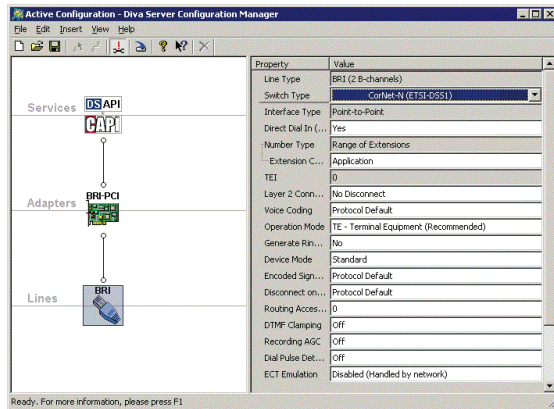 Active Configuration - Diva Server Configuration Manager
File Edit Insert View Help
Property Value
Line Type BRI (2 B-channels)
Switch Type CorNet-N (ETSI-DSS1)
Interface Type Point-to-Point
Direct Dial In (... Yes
Number Type Range of Extensions
Extension C... Application
TEI 0
Layer 2 Conn... No Disconnect
Voice Coding Protocol Default
Operation Mode TE - Terminal Equipment (Recommended)
Generate Rin... No
Device Mode Standard
Encoded Sign... Protocol Default
Disconnect on... Protocol Default
Routing Acces... 0
DTMF Clamping Off
Recording AGC Off
Dial Pulse Det... Off
ECT Emulation Disabled (Handled by network)
Services
DS API
CAPI
Adapters
BRI-PCI
Lines
BRI
Ready. For more information, please press F1